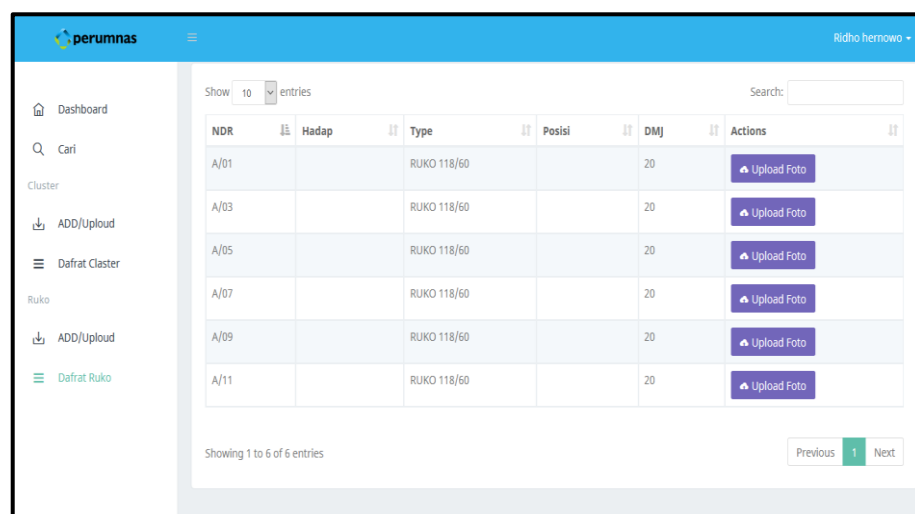 perumnas
Ridho hernowo
Dashboard
Cari
Cluster
ADD/Uploud
Dafrat Claster
Ruko
ADD/Uploud
Dafrat Ruko
Show 10 entries Search:
NDR Hadap Type Posisi DMJ Actions
A/01 RUKO 118/60 20 Upload Foto
A/03 RUKO 118/60 20 Upload Foto
A/05 RUKO 118/60 20 Upload Foto
A/07 RUKO 118/60 20 Upload Foto
A/09 RUKO 118/60 20 Upload Foto
A/11 RUKO 118/60 20 Upload Foto
Showing 1 to 6 of 6 entries Previous 1 Next